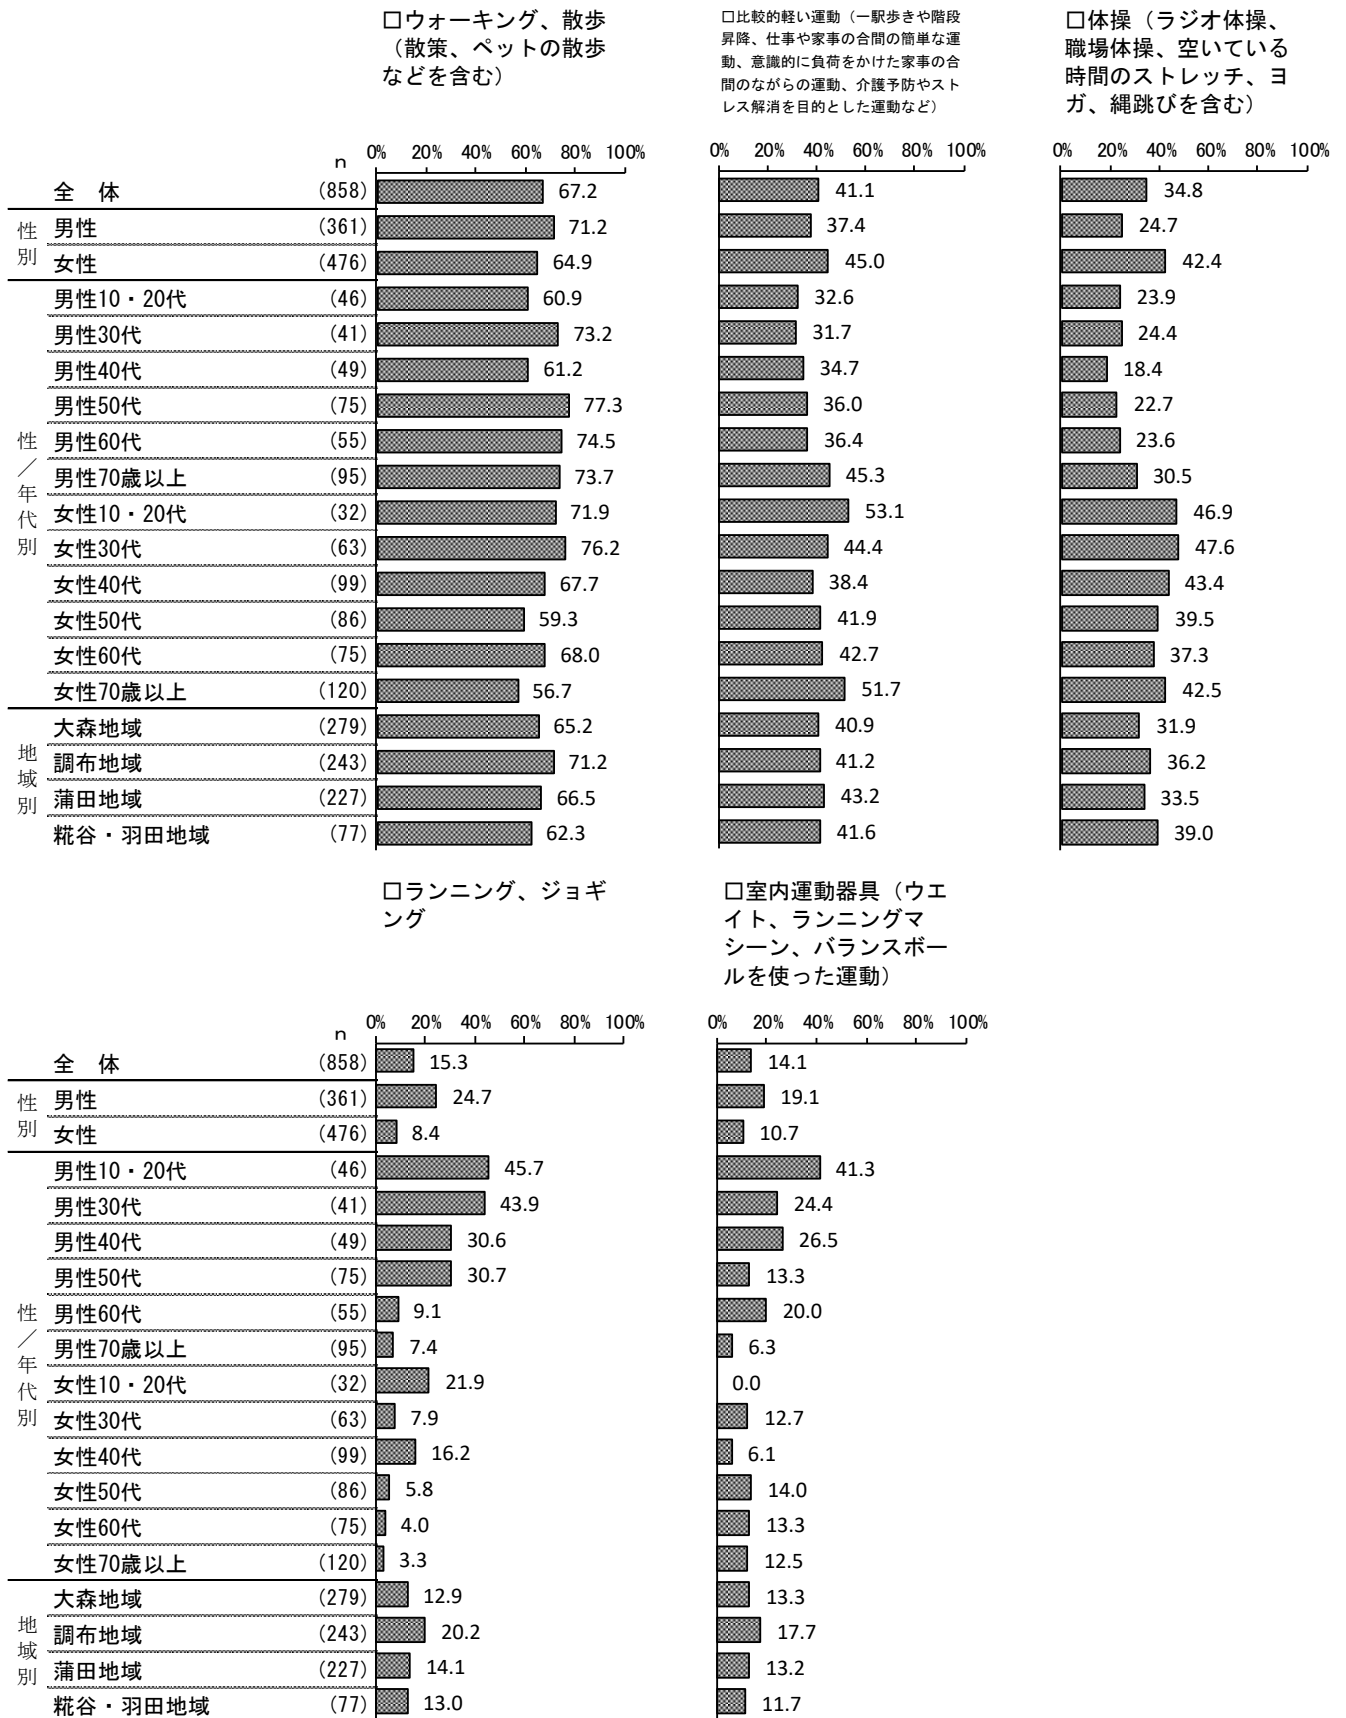 □ウォーキング、散歩
（散策、ペットの散歩
などを含む）
□比較的軽い運動（一駅歩きや階段
昇降、仕事や家事の合間の簡単な運
動、意識的に負荷をかけた家事の合
間のながらの運動、介護予防やスト
レス解消を目的とした運動など）
□体操（ラジオ体操、
職場体操、空いている
時間のストレッチ、ヨ
ガ、縄跳びを含む）
n 0% 20% 40% 60% 80% 100% 0% 20% 40% 60% 80% 100% 0% 20% 40% 60% 80% 100%
全 体 (858) 67.2 41.1 34.8
性別
男性 (361) 71.2 37.4 24.7
女性 (476) 64.9 45.0 42.4
性／年代別
男性10・20代 (46) 60.9 32.6 23.9
男性30代 (41) 73.2 31.7 24.4
男性40代 (49) 61.2 34.7 18.4
男性50代 (75) 77.3 36.0 22.7
男性60代 (55) 74.5 36.4 23.6
男性70歳以上 (95) 73.7 45.3 30.5
女性10・20代 (32) 71.9 53.1 46.9
女性30代 (63) 76.2 44.4 47.6
女性40代 (99) 67.7 38.4 43.4
女性50代 (86) 59.3 41.9 39.5
女性60代 (75) 68.0 42.7 37.3
女性70歳以上 (120) 56.7 51.7 42.5
地域別
大森地域 (279) 65.2 40.9 31.9
調布地域 (243) 71.2 41.2 36.2
蒲田地域 (227) 66.5 43.2 33.5
糀谷・羽田地域 (77) 62.3 41.6 39.0
□ランニング、ジョギ
ング
□室内運動器具（ウエ
イト、ランニングマ
シーン、バランスボー
ルを使った運動）
n 0% 20% 40% 60% 80% 100% 0% 20% 40% 60% 80% 100%
全 体 (858) 15.3 14.1
性別
男性 (361) 24.7 19.1
女性 (476) 8.4 10.7
性／年代別
男性10・20代 (46) 45.7 41.3
男性30代 (41) 43.9 24.4
男性40代 (49) 30.6 26.5
男性50代 (75) 30.7 13.3
男性60代 (55) 9.1 20.0
男性70歳以上 (95) 7.4 6.3
女性10・20代 (32) 21.9 0.0
女性30代 (63) 7.9 12.7
女性40代 (99) 16.2 6.1
女性50代 (86) 5.8 14.0
女性60代 (75) 4.0 13.3
女性70歳以上 (120) 3.3 12.5
地域別
大森地域 (279) 12.9 13.3
調布地域 (243) 20.2 17.7
蒲田地域 (227) 14.1 13.2
糀谷・羽田地域 (77) 13.0 11.7